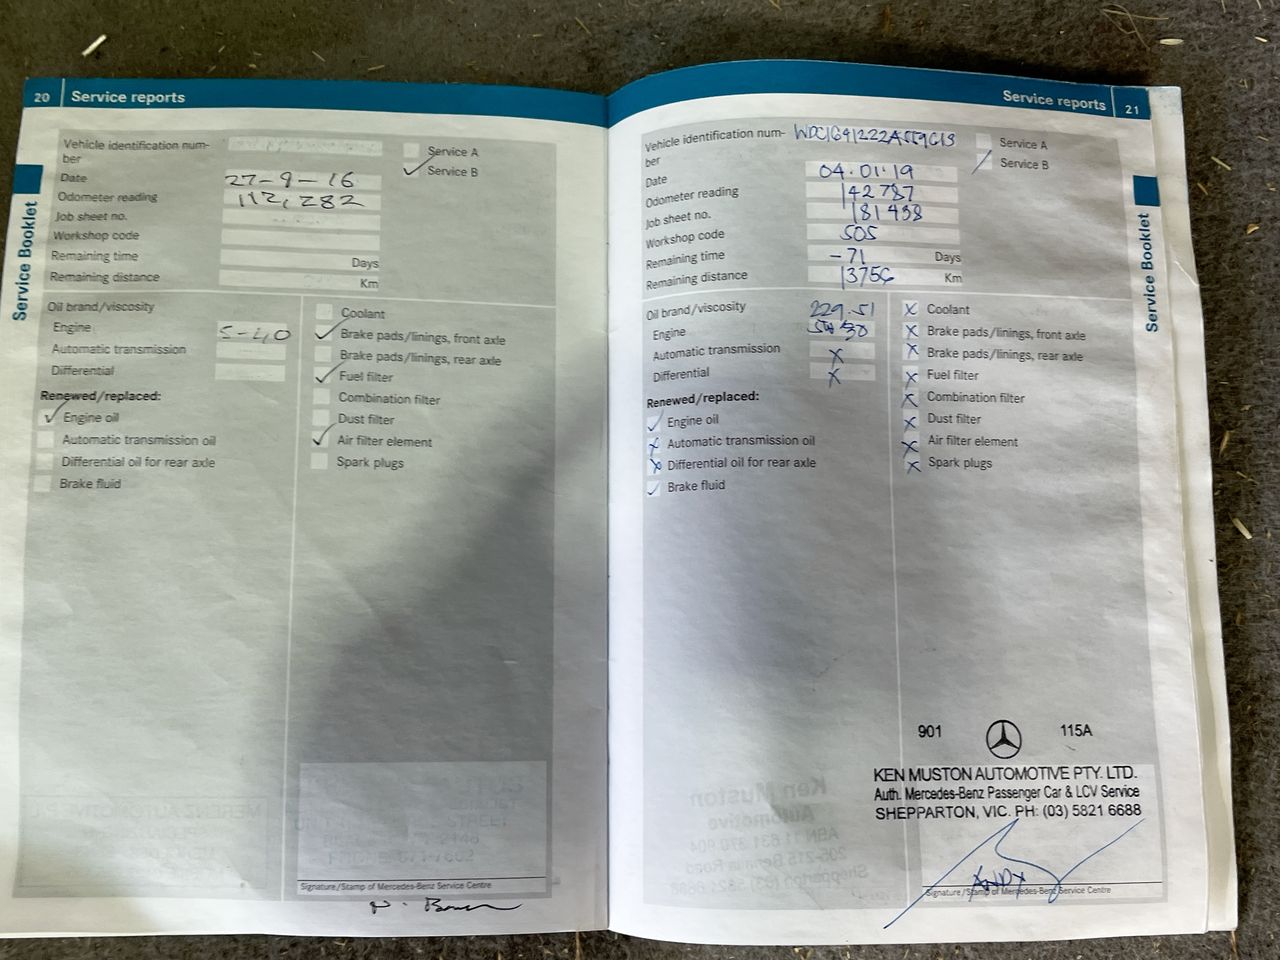 20 Service reports
Service Booklet
Vehicle identification num-
ber
Service A
Service B
Date 27-9-16
Odometer reading 112,282
Job sheet no.
Workshop code
Remaining time Days
Remaining distance Km
Oil brand/viscosity
Engine 5-40
Automatic transmission
Differential
Renewed/replaced:
Engine oil
Automatic transmission oil
Differential oil for rear axle
Brake fluid
Coolant
Brake pads/linings, front axle
Brake pads/linings, rear axle
Fuel filter
Combination filter
Dust filter
Air filter element
Spark plugs
Signature/Stamp of Mercedes-Benz Service Centre
Service reports 21
Service Booklet
Vehicle identification num-
ber
Service A
Service B
Date 04.01.19
Odometer reading 142787
Job sheet no. 181438
Workshop code 505
Remaining time -71 Days
Remaining distance Km
Oil brand/viscosity 229.51
Engine 5W30
Automatic transmission X
Differential X
Renewed/replaced:
Engine oil
Automatic transmission oil
Differential oil for rear axle
Brake fluid
Coolant
Brake pads/linings, front axle
Brake pads/linings, rear axle
Fuel filter
Combination filter
Dust filter
Air filter element
Spark plugs
901 115A
KEN MUSTON AUTOMOTIVE PTY. LTD.
Auth. Mercedes-Benz Passenger Car & LCV Service
SHEPPARTON, VIC. PH: (03) 5821 6688
ANDY
Signature/Stamp of Mercedes-Benz Service Centre